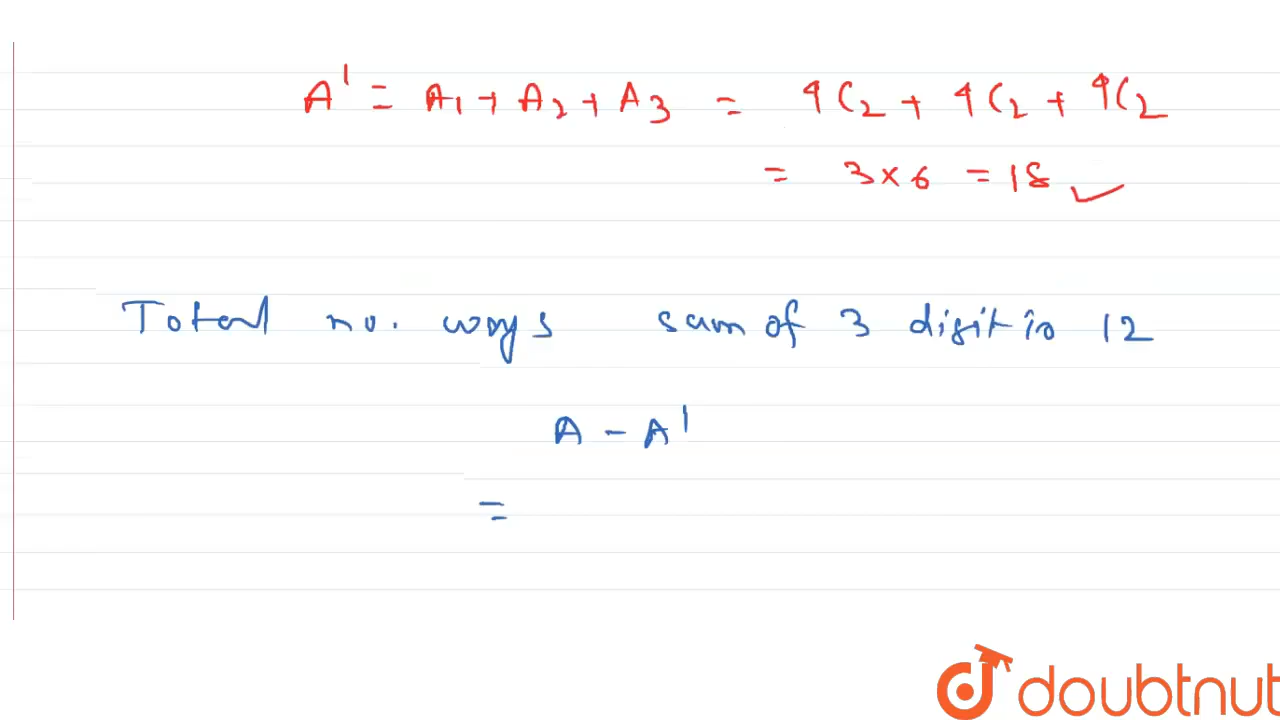 A' = A1 + A2 + A3 = 4C2 + 4C2 + 4C2
= 3 × 6 = 18 ✓
Total no. ways sum of 3 digit is 12
A - A'
=
doubtnut